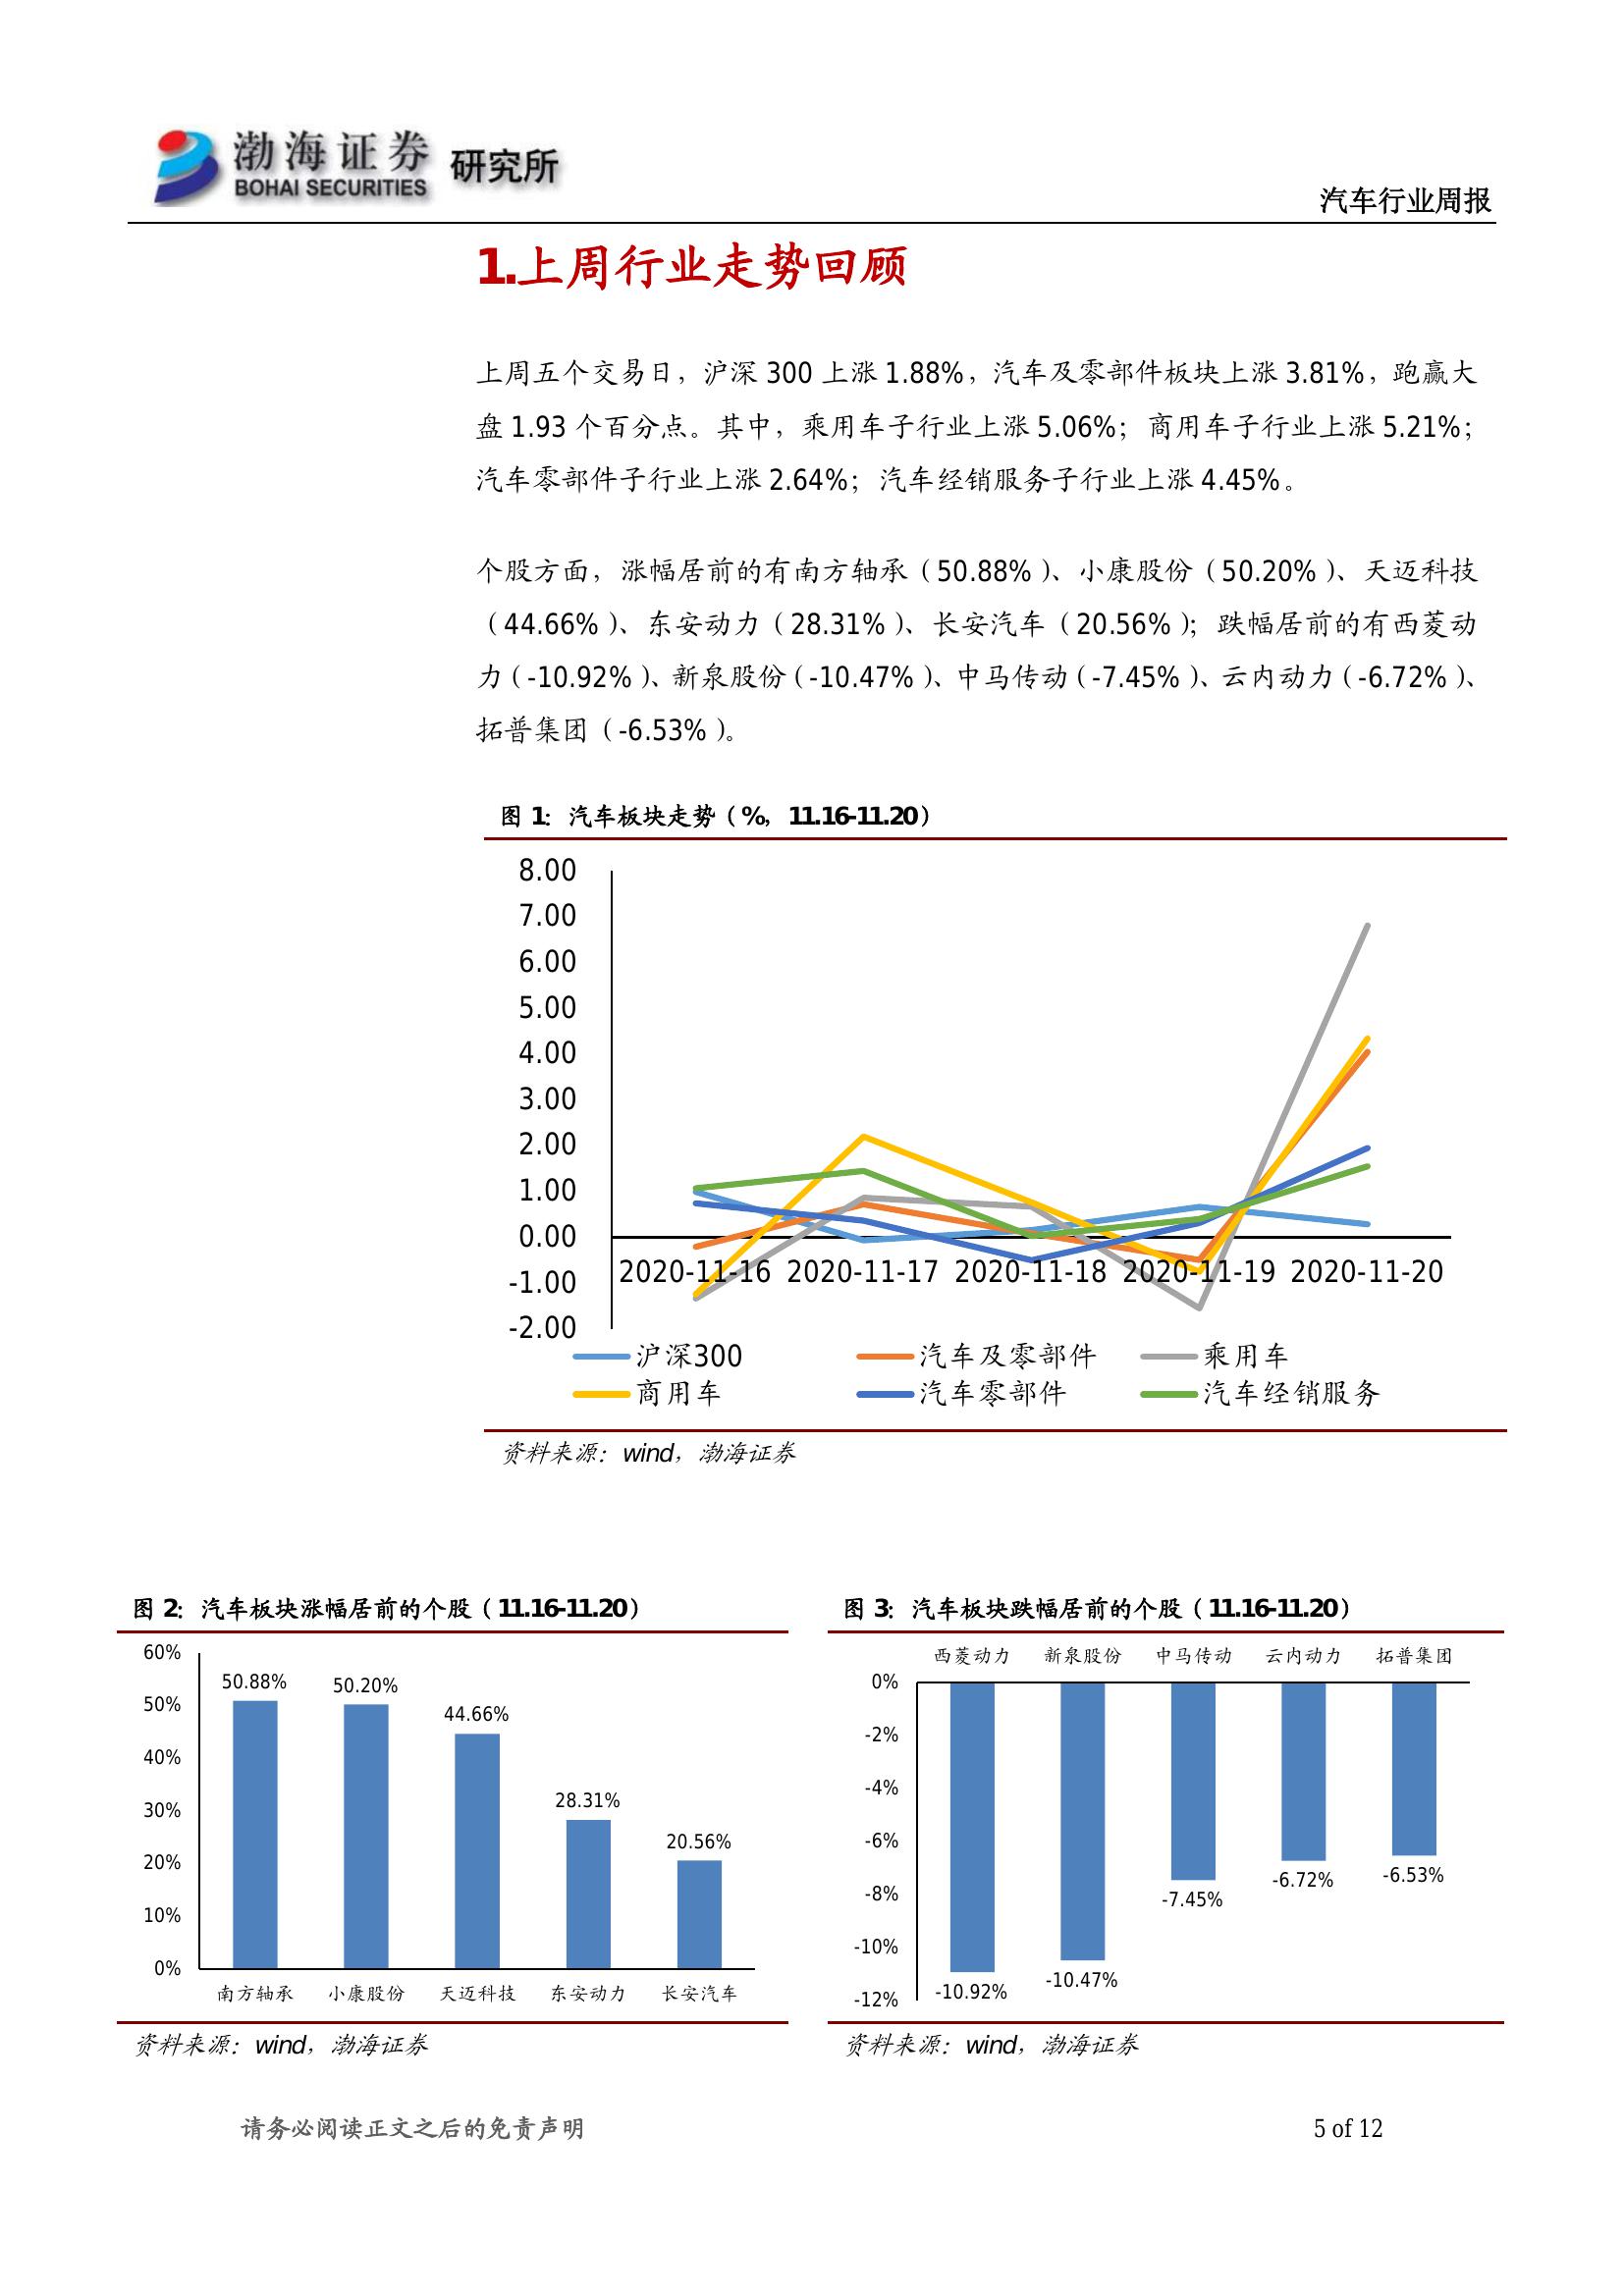 渤海证券 研究所
BOHAI SECURITIES
汽车行业周报
1.上周行业走势回顾
上周五个交易日，沪深 300 上涨 1.88%，汽车及零部件板块上涨 3.81%，跑赢大
盘 1.93 个百分点。其中，乘用车子行业上涨 5.06%；商用车子行业上涨 5.21%；
汽车零部件子行业上涨 2.64%；汽车经销服务子行业上涨 4.45%。
个股方面，涨幅居前的有南方轴承（50.88%）、小康股份（50.20%）、天迈科技
（44.66%）、东安动力（28.31%）、长安汽车（20.56%）；跌幅居前的有西菱动
力（-10.92%）、新泉股份（-10.47%）、中马传动（-7.45%）、云内动力（-6.72%）、
拓普集团（-6.53%）。
图 1：汽车板块走势（%，11.16-11.20）
8.00
7.00
6.00
5.00
4.00
3.00
2.00
1.00
0.00
-1.00
-2.00
2020-11-16 2020-11-17 2020-11-18 2020-11-19 2020-11-20
沪深300 汽车及零部件 乘用车
商用车 汽车零部件 汽车经销服务
资料来源：wind，渤海证券
图 2：汽车板块涨幅居前的个股（11.16-11.20）
60%
50%
40%
30%
20%
10%
0%
50.88%
50.20%
44.66%
28.31%
20.56%
南方轴承 小康股份 天迈科技 东安动力 长安汽车
资料来源：wind，渤海证券
图 3：汽车板块跌幅居前的个股（11.16-11.20）
西菱动力 新泉股份 中马传动 云内动力 拓普集团
0%
-2%
-4%
-6%
-8%
-10%
-12%
-10.92%
-10.47%
-7.45%
-6.72%
-6.53%
资料来源：wind，渤海证券
请务必阅读正文之后的免责声明
5 of 12